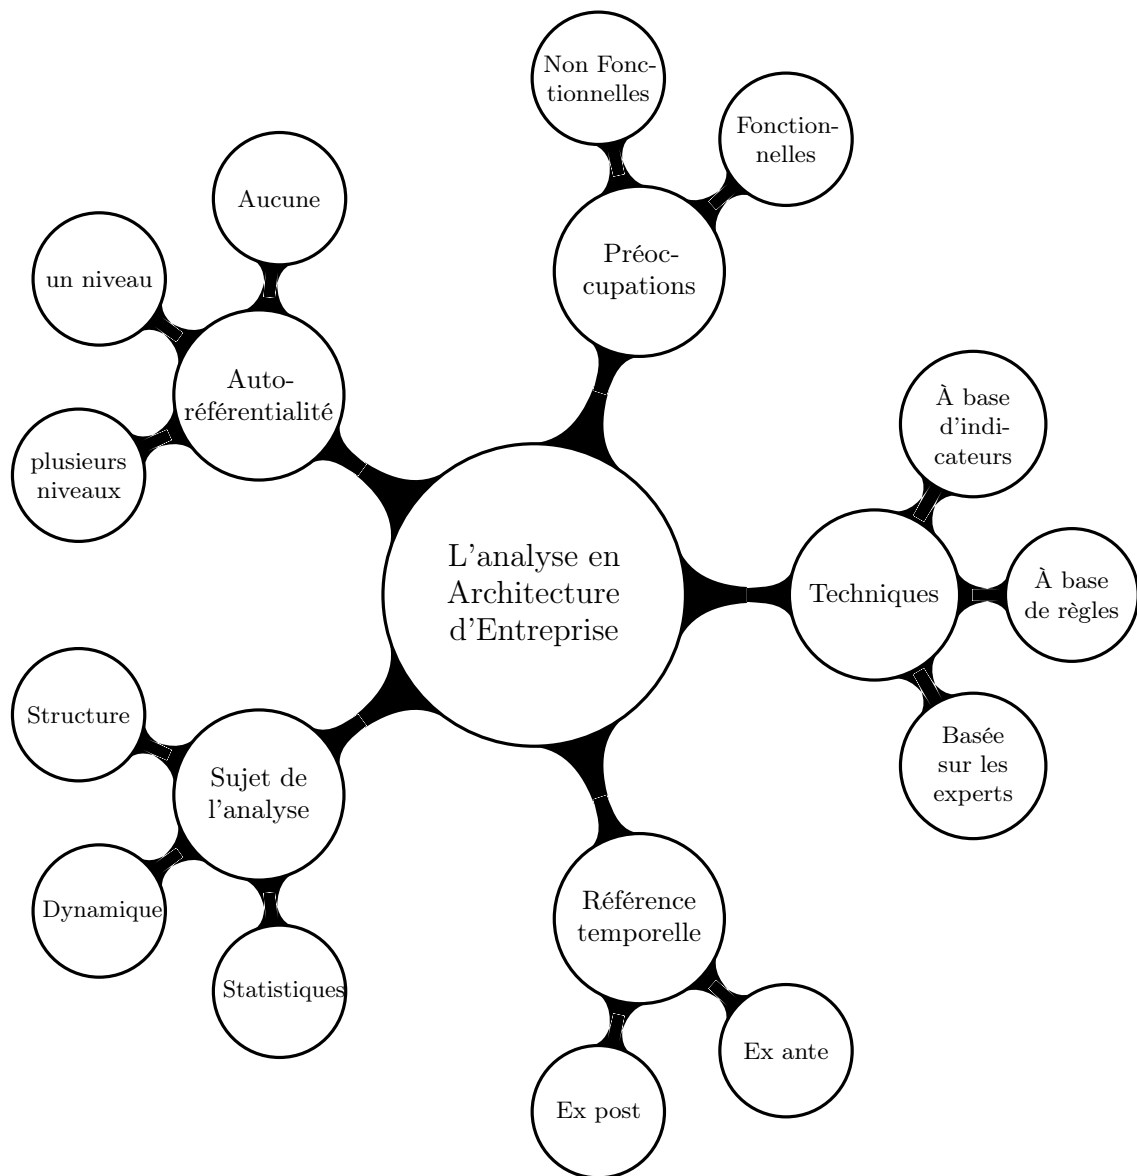 Non Fonc-
tionnelles
Fonction-
nelles
Préoc-
cupations
Aucune
un niveau
Auto-
référentialité
plusieurs
niveaux
À base
d'indi-
cateurs
À base
de règles
Techniques
Basée
sur les
experts
L'analyse en
Architecture
d'Entreprise
Structure
Sujet de
l'analyse
Dynamique
Statistiques
Référence
temporelle
Ex ante
Ex post